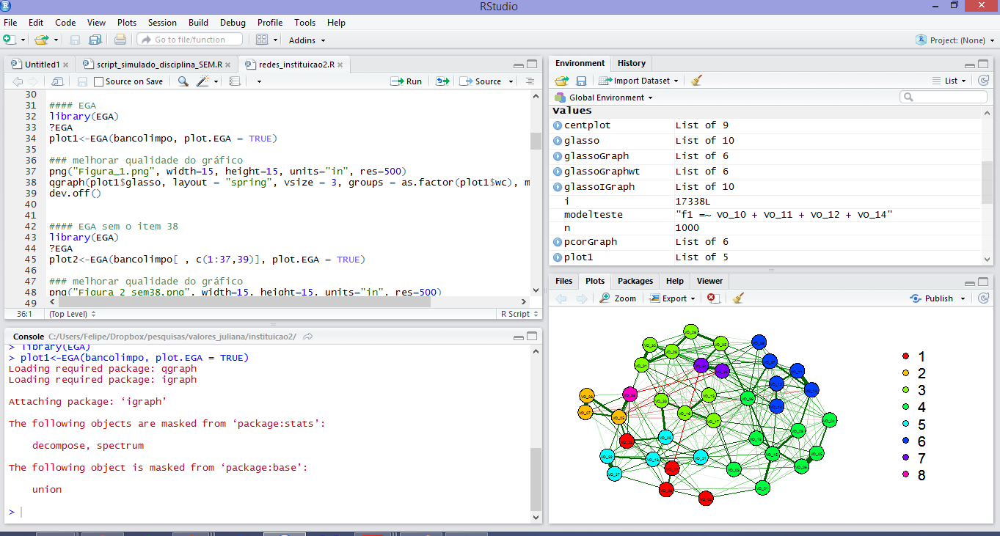 RStudio
File Edit Code View Plots Session Build Debug Profile Tools Help
Go to file/function Addins Project: (None)
Untitled1 script_simulado_disciplina_SEM.R redes_instituicao2.R
Source on Save Run Source
30
31 #### EGA
32 library(EGA)
33 ?EGA
34 plot1<-EGA(bancolimpo, plot.EGA = TRUE)
35
36 ### melhorar qualidade do gráfico
37 png("Figura_1.png", width=15, height=15, units="in", res=500)
38 qgraph(plot1$glasso, layout = "spring", vsize = 3, groups = as.factor(plot1$wc), m
39 dev.off()
40
41
42 #### EGA sem o item 38
43 library(EGA)
44 ?EGA
45 plot2<-EGA(bancolimpo[ , c(1:37,39)], plot.EGA = TRUE)
46
47 ### melhorar qualidade do gráfico
48 png("Figura_2_sem38.png", width=15, height=15, units="in", res=500)
49
36:1 (Top Level) R Script
Console C:/Users/Felipe/Dropbox/pesquisas/valores_juliana/instituicao2/
> library(EGA)
> plot1<-EGA(bancolimpo, plot.EGA = TRUE)
Loading required package: qgraph
Loading required package: igraph
Attaching package: ‘igraph’
The following objects are masked from ‘package:stats’:
decompose, spectrum
The following object is masked from ‘package:base’:
union
>
Environment History
Import Dataset List
Global Environment
Values
centplot List of 9
glasso List of 10
glassoGraph List of 6
glassoGraphwt List of 6
glassoIGraph List of 10
i 17338L
modelteste "f1 =~ VO_10 + VO_11 + VO_12 + VO_14"
n 1000
pcorGraph List of 6
plot1 List of 5
Files Plots Packages Help Viewer
Zoom Export Publish
1
2
3
4
5
6
7
8